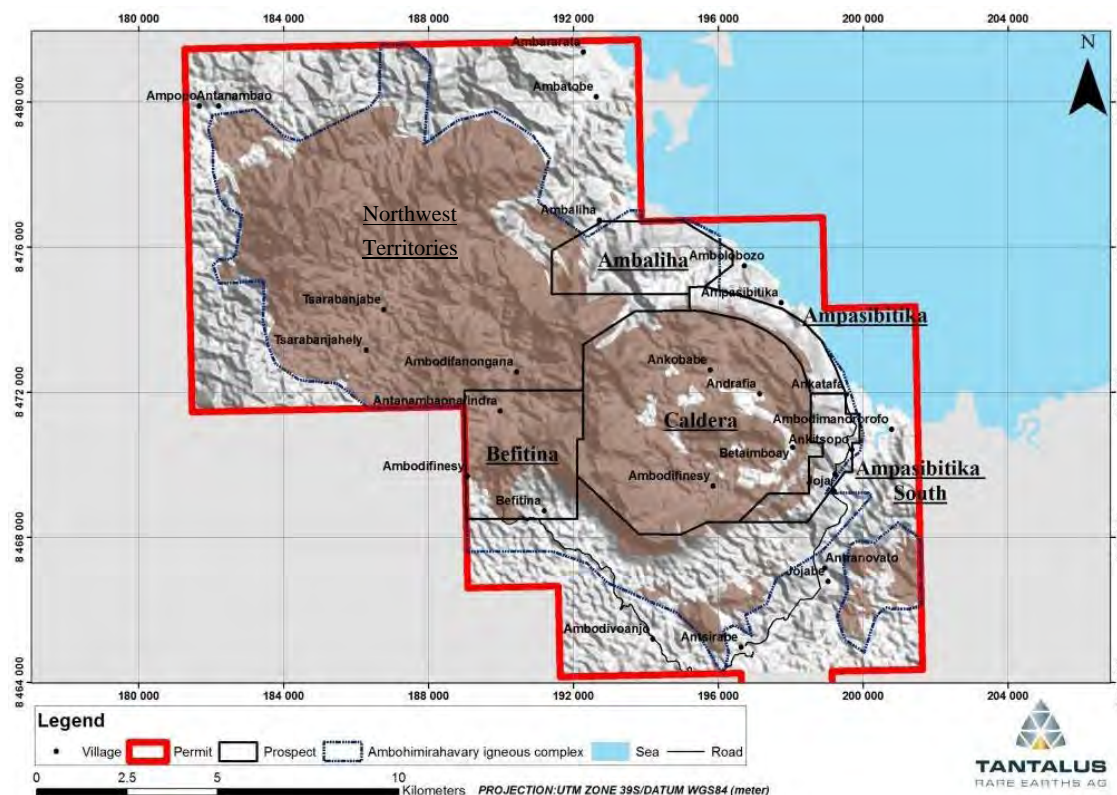 180 000 184 000 188 000 192 000 196 000 200 000 204 000
N
8 480 000
8 476 000
8 472 000
8 468 000
8 464 000
Ambararata
Ambatobe
Ampopo
Antanambao
Northwest
Territories
Ambaliha
Ambaliha
Ambolobozo
Ampasibitika
Ampasibitika
Tsarabanjabe
Tsarabanjahely
Ambodifanongana
Ankobabe
Andrafia
Ankatafa
Caldera
Ambodimandrorofo
Ankitsopo
Betaimboay
Befitina
Ambodifinesy
Ambodifinesy
Ampasibitika
South
Befitina
Antranovato
Jojabe
Ambodivoanjo
Antsirabe
180 000 184 000 188 000 192 000 196 000 200 000 204 000
Legend
Village Permit Prospect Ambohimirahavary igneous complex Sea Road
0 2.5 5 10
Kilometers PROJECTION:UTM ZONE 39S/DATUM WGS84 (meter)
TANTALUS
RARE EARTHS AG